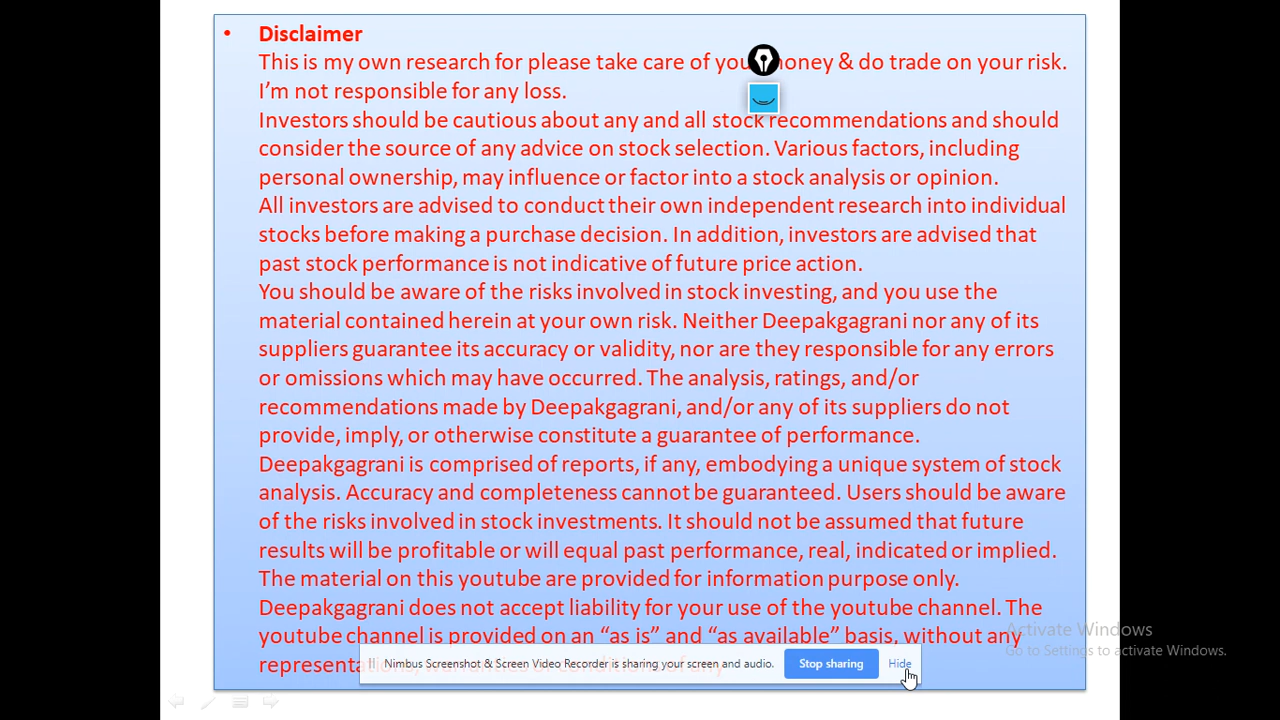 • Disclaimer
This is my own research for please take care of your money & do trade on your risk.
I'm not responsible for any loss.
Investors should be cautious about any and all stock recommendations and should
consider the source of any advice on stock selection. Various factors, including
personal ownership, may influence or factor into a stock analysis or opinion.
All investors are advised to conduct their own independent research into individual
stocks before making a purchase decision. In addition, investors are advised that
past stock performance is not indicative of future price action.
You should be aware of the risks involved in stock investing, and you use the
material contained herein at your own risk. Neither Deepakgagrani nor any of its
suppliers guarantee its accuracy or validity, nor are they responsible for any errors
or omissions which may have occurred. The analysis, ratings, and/or
recommendations made by Deepakgagrani, and/or any of its suppliers do not
provide, imply, or otherwise constitute a guarantee of performance.
Deepakgagrani is comprised of reports, if any, embodying a unique system of stock
analysis. Accuracy and completeness cannot be guaranteed. Users should be aware
of the risks involved in stock investments. It should not be assumed that future
results will be profitable or will equal past performance, real, indicated or implied.
The material on this youtube are provided for information purpose only.
Deepakgagrani does not accept liability for your use of the youtube channel. The
youtube channel is provided on an “as is” and “as available” basis, without any
Activate Windows
Go to Settings to activate Windows.
Nimbus Screenshot & Screen Video Recorder is sharing your screen and audio. Stop sharing Hide